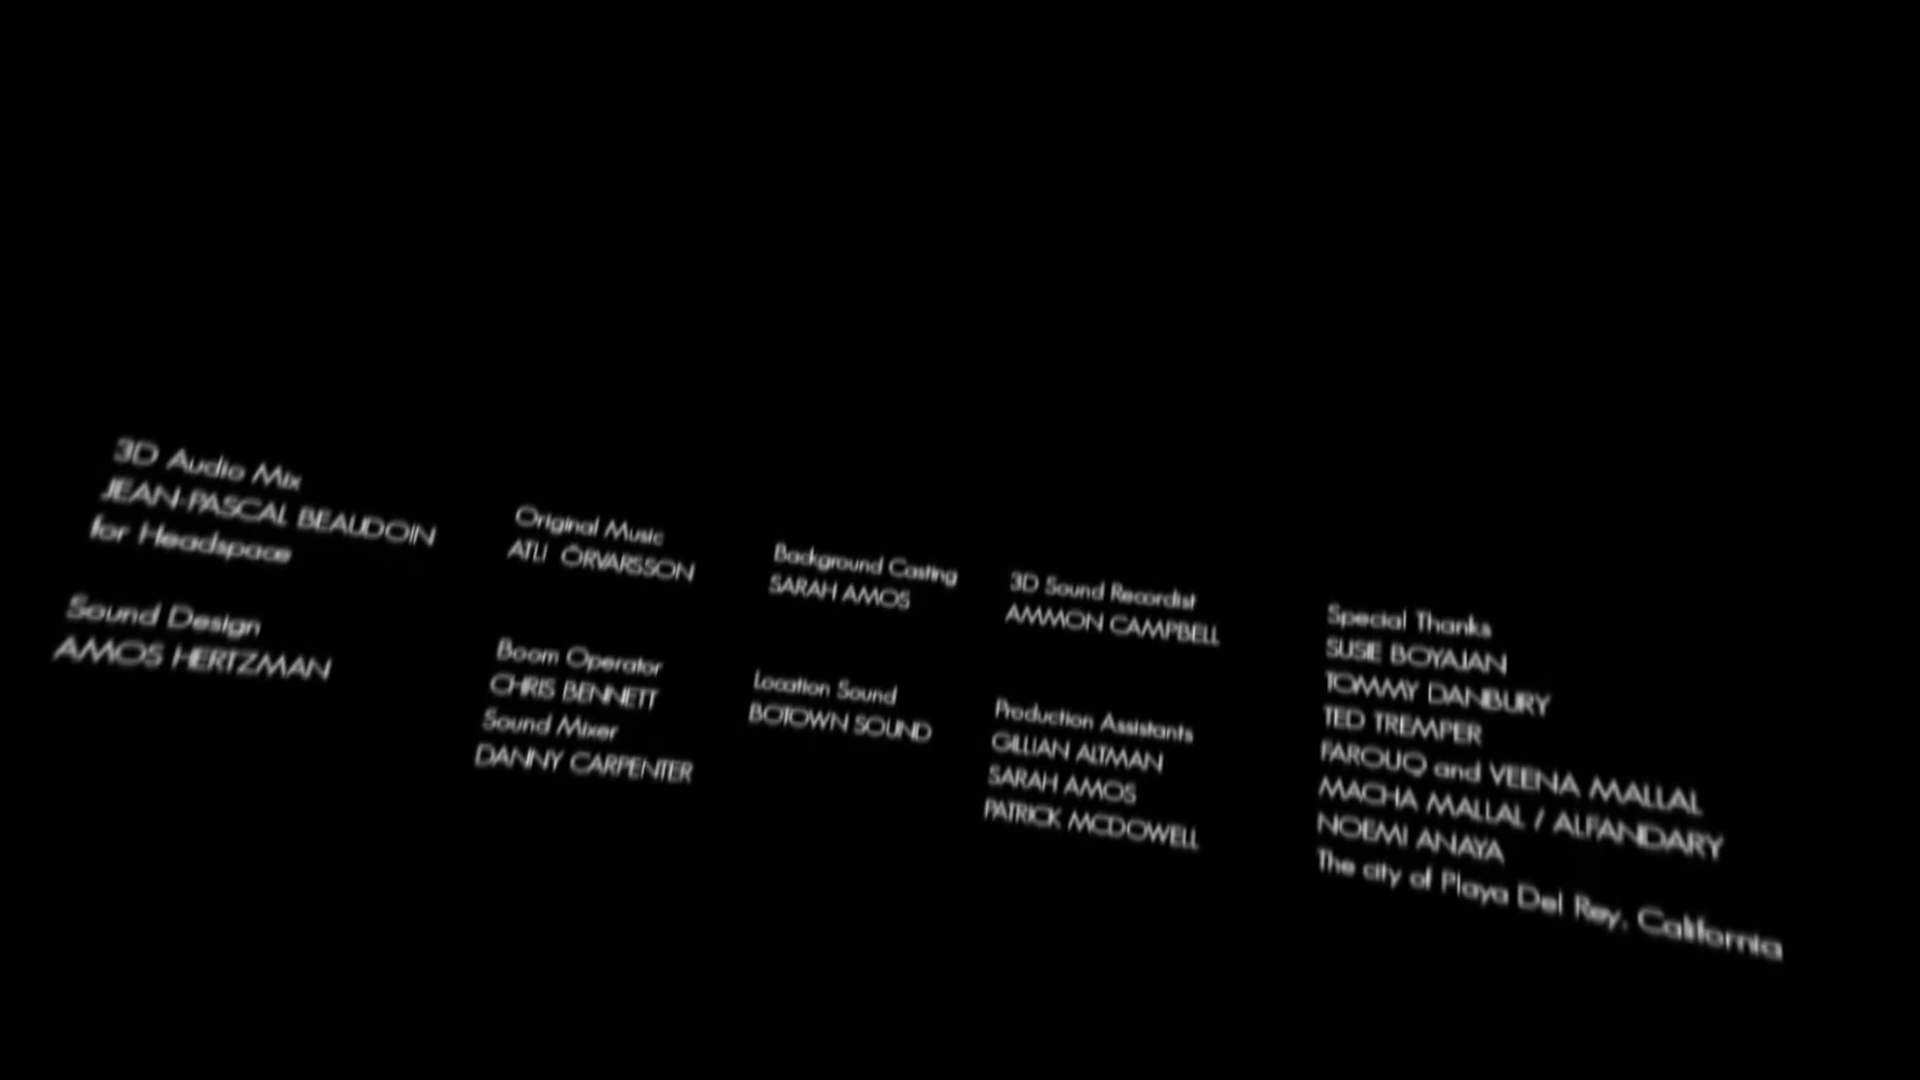 3D Audio Mix
JEAN-PASCAL BEAUDOIN
for Headspace
Sound Design
AMOS HERTZMAN
Original Music
ATLI ÖRVARSSON
Boom Operator
CHRIS BENNETT
Sound Mixer
DANNY CARPENTER
Background Casting
SARAH AMOS
Location Sound
BOTOWN SOUND
3D Sound Recordist
AMMON CAMPBELL
Production Assistants
GILLIAN ALTMAN
SARAH AMOS
PATRICK MCDOWELL
Special Thanks
SUSIE BOYAJAN
TOMMY DANBURY
TED TREMPER
FAROUQ and VEENA MALLAL
MACHA MALLAL / ALFANDARY
NOEMI ANAYA
The city of Playa Del Rey, California